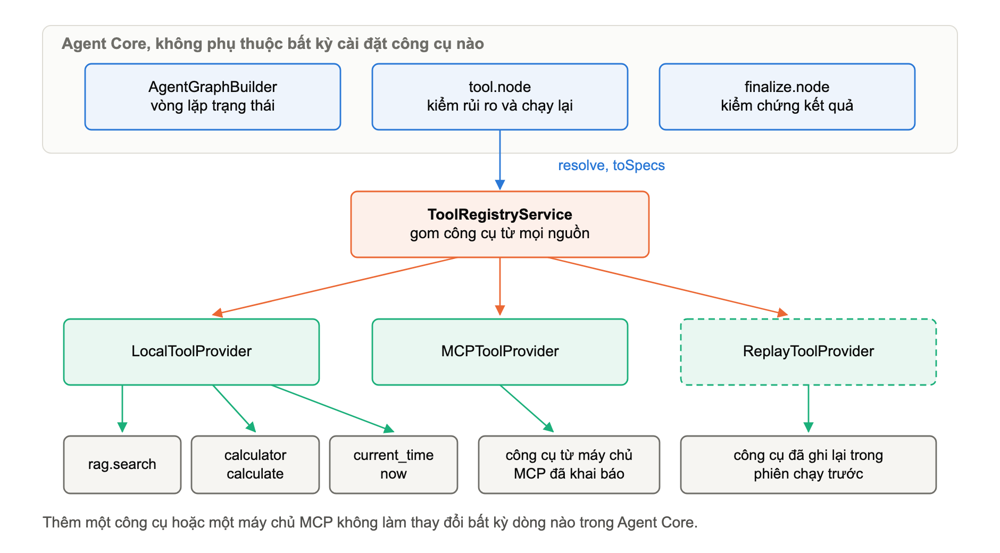 Agent Core, không phụ thuộc bất kỳ cài đặt công cụ nào
AgentGraphBuilder
vòng lặp trạng thái
tool.node
kiểm rủi ro và chạy lại
finalize.node
kiểm chứng kết quả
resolve, toSpecs
ToolRegistryService
gom công cụ từ mọi nguồn
LocalToolProvider
MCPToolProvider
ReplayToolProvider
rag.search
calculator
calculate
current_time
now
công cụ từ máy chủ
MCP đã khai báo
công cụ đã ghi lại trong
phiên chạy trước
Thêm một công cụ hoặc một máy chủ MCP không làm thay đổi bất kỳ dòng nào trong Agent Core.